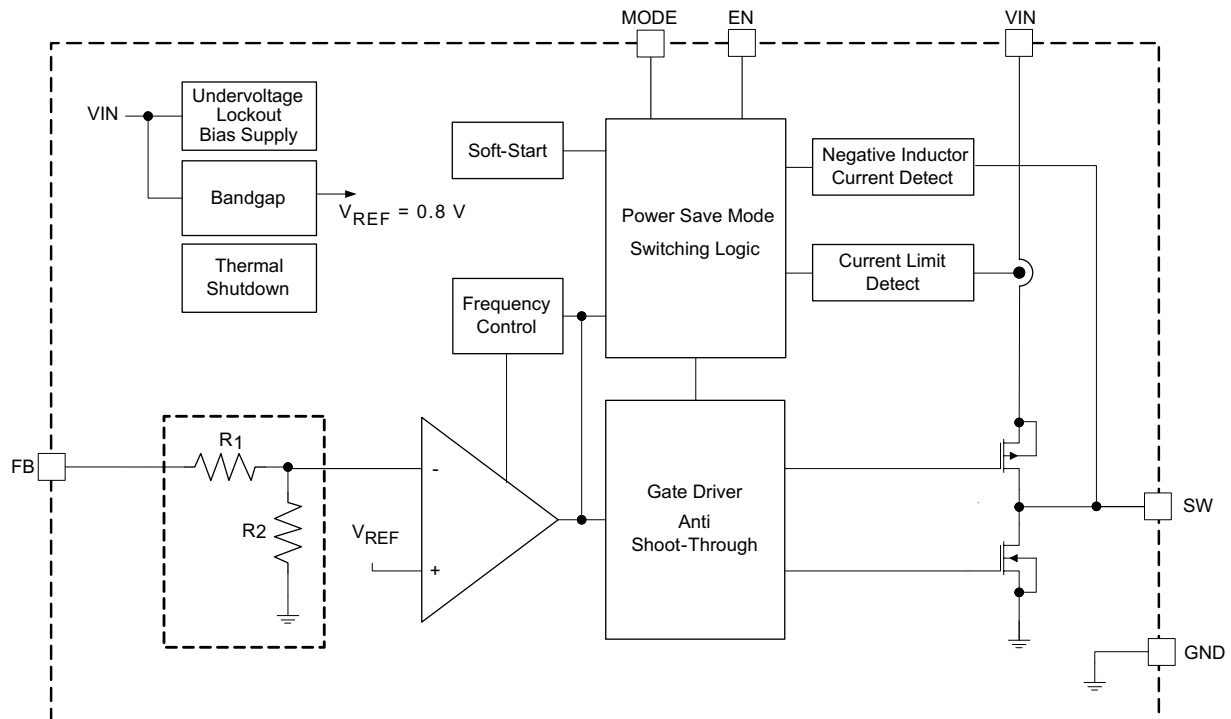 MODE
EN
VIN
VIN
Undervoltage
Lockout
Bias Supply
Bandgap
VREF = 0.8 V
Thermal
Shutdown
Soft-Start
Frequency
Control
Power Save Mode
Switching Logic
Negative Inductor
Current Detect
Current Limit
Detect
FB
R1
R2
VREF
-
+
Gate Driver
Anti
Shoot-Through
SW
GND